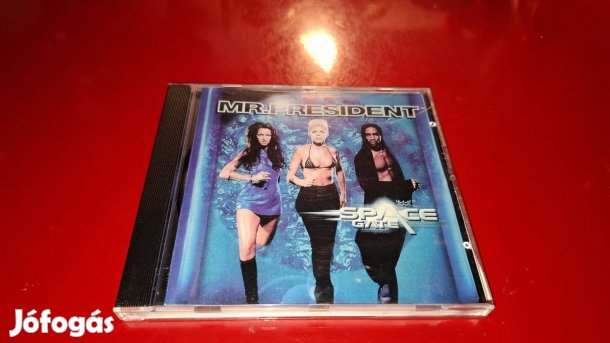 MR.PRESIDENT
SPACE
GATE
Jófogás